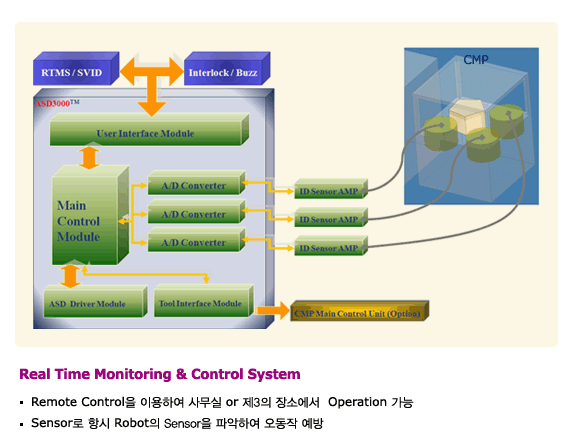 CMP
RTMS / SVID
Interlock / Buzz
ASD3000™
User Interface Module
Main
Control
Module
A/D Converter
A/D Converter
A/D Converter
ID Sensor AMP
ID Sensor AMP
ID Sensor AMP
ASD Driver Module
Tool Interface Module
CMP Main Control Unit (Option)
Real Time Monitoring & Control System
▪ Remote Control을 이용하여 사무실 or 제3의 장소에서 Operation 가능
▪ Sensor로 항시 Robot의 Sensor을 파악하여 오동작 예방